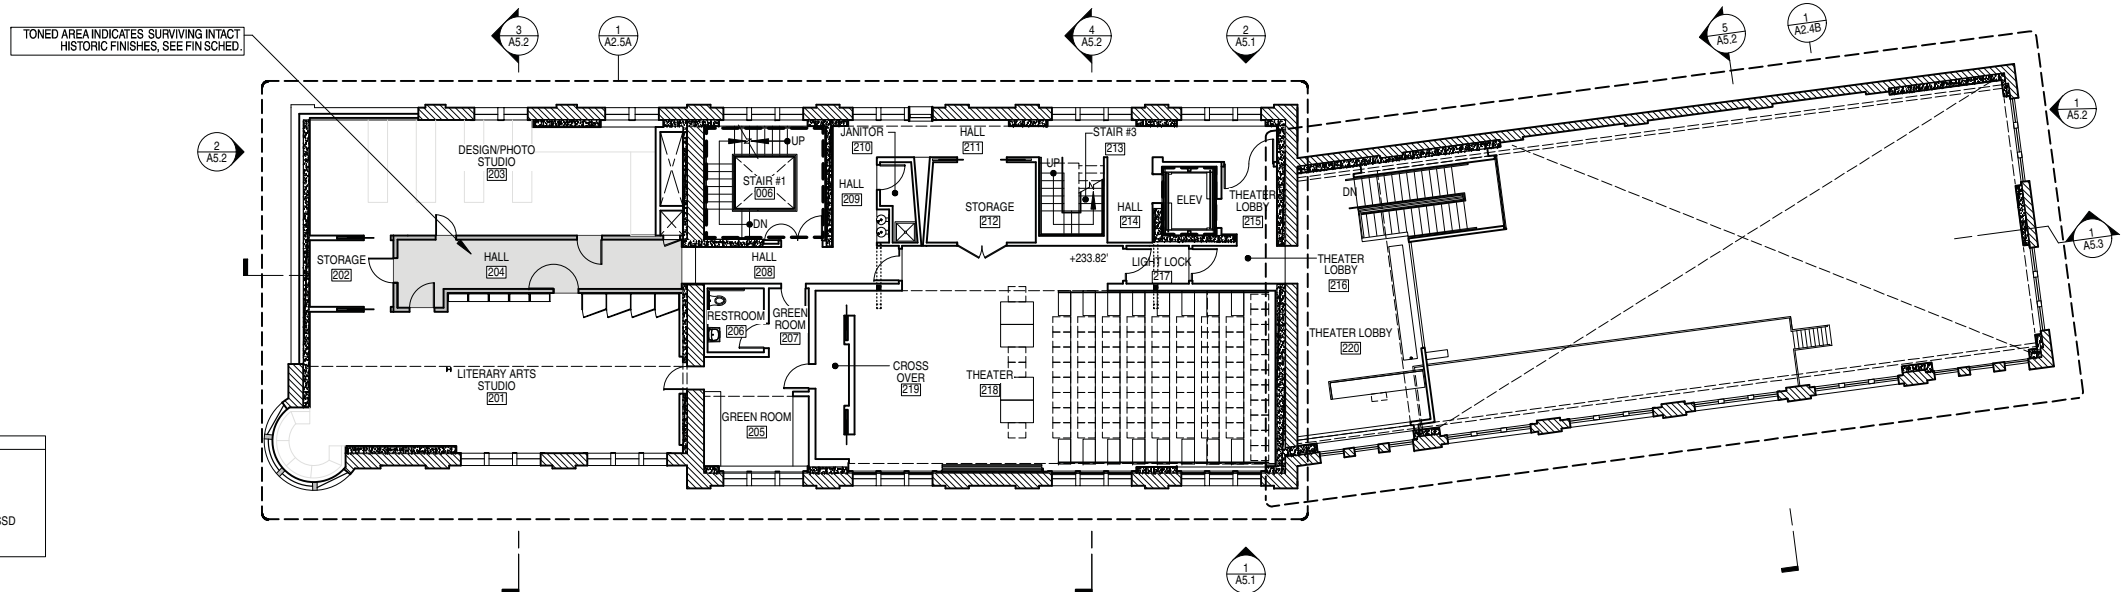 TONED AREA INDICATES SURVIVING INTACT
HISTORIC FINISHES, SEE FIN SCHED.
3
A5.2
1
A2.5A
4
A5.2
2
A5.1
5
A5.2
1
A2.4B
1
A5.2
2
A5.2
1
A5.3
DESIGN/PHOTO
STUDIO
203
UP
STAIR #1
006
DN
JANITOR
210
HALL
211
STAIR #3
213
UP
HALL
209
STORAGE
212
HALL
214
ELEV
THEATER
LOBBY
215
DN
STORAGE
202
HALL
204
HALL
208
+233.82'
LIGHT LOCK
217
THEATER
LOBBY
216
RESTROOM
206
GREEN
ROOM
207
THEATER LOBBY
220
LITERARY ARTS
STUDIO
201
CROSS
OVER
219
THEATER
218
GREEN ROOM
205
SSD
1
A5.1